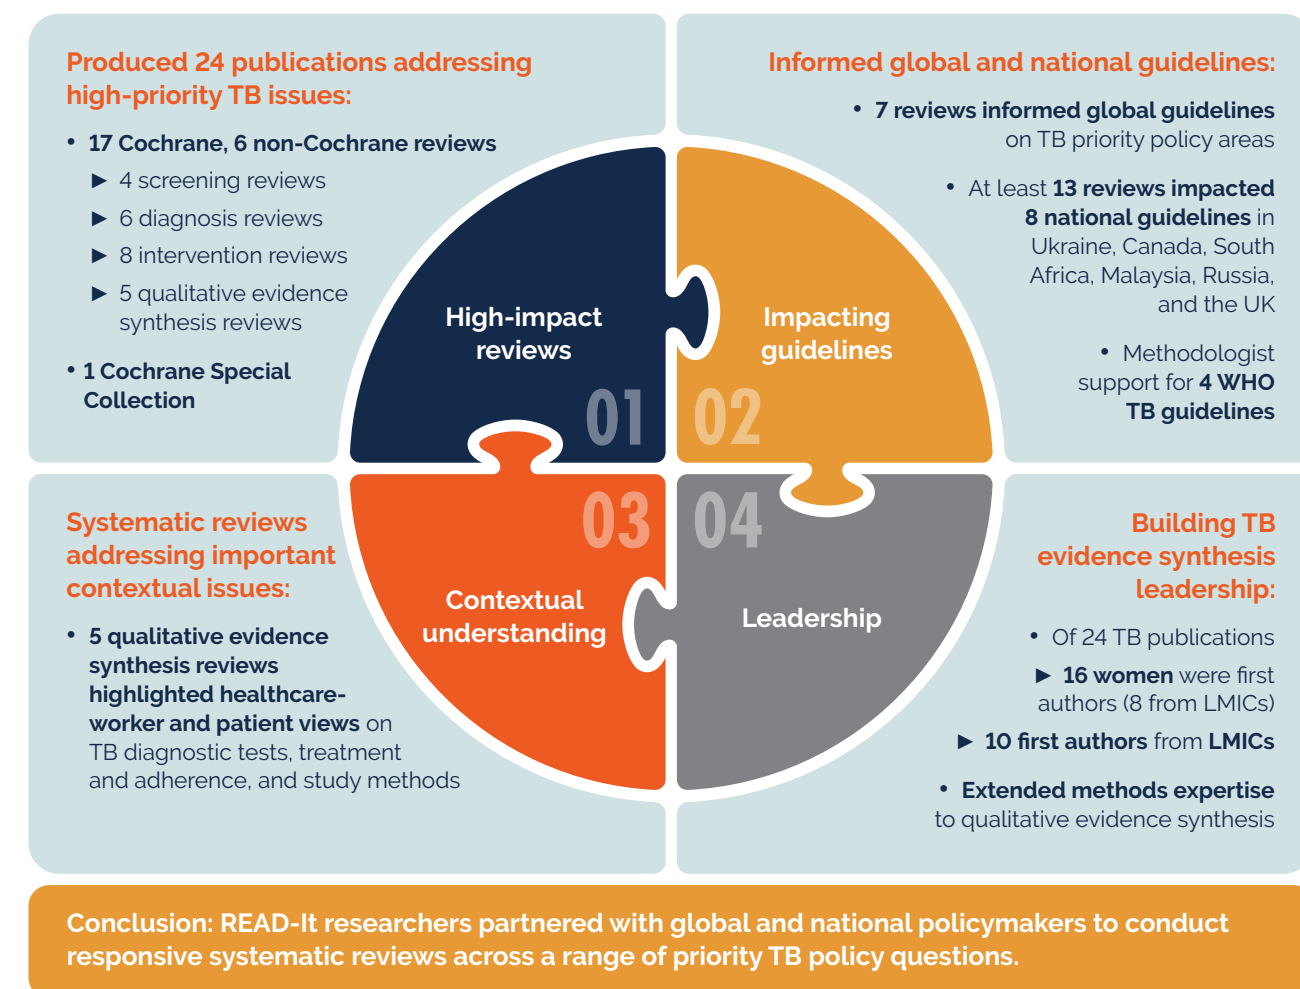 Produced 24 publications addressing
high-priority TB issues:
• 17 Cochrane, 6 non-Cochrane reviews
► 4 screening reviews
► 6 diagnosis reviews
► 8 intervention reviews
► 5 qualitative evidence
synthesis reviews
• 1 Cochrane Special
Collection
High-impact
reviews
01
Informed global and national guidelines:
• 7 reviews informed global guidelines
on TB priority policy areas
• At least 13 reviews impacted
8 national guidelines in
Ukraine, Canada, South
Africa, Malaysia, Russia,
and the UK
• Methodologist
support for 4 WHO
TB guidelines
Impacting
guidelines
02
Systematic reviews
addressing important
contextual issues:
• 5 qualitative evidence
synthesis reviews
highlighted healthcare-
worker and patient views on
TB diagnostic tests, treatment
and adherence, and study methods
03
Contextual
understanding
04
Leadership
Building TB
evidence synthesis
leadership:
• Of 24 TB publications
► 16 women were first
authors (8 from LMICs)
► 10 first authors from LMICs
• Extended methods expertise
to qualitative evidence synthesis
Conclusion: READ-It researchers partnered with global and national policymakers to conduct
responsive systematic reviews across a range of priority TB policy questions.